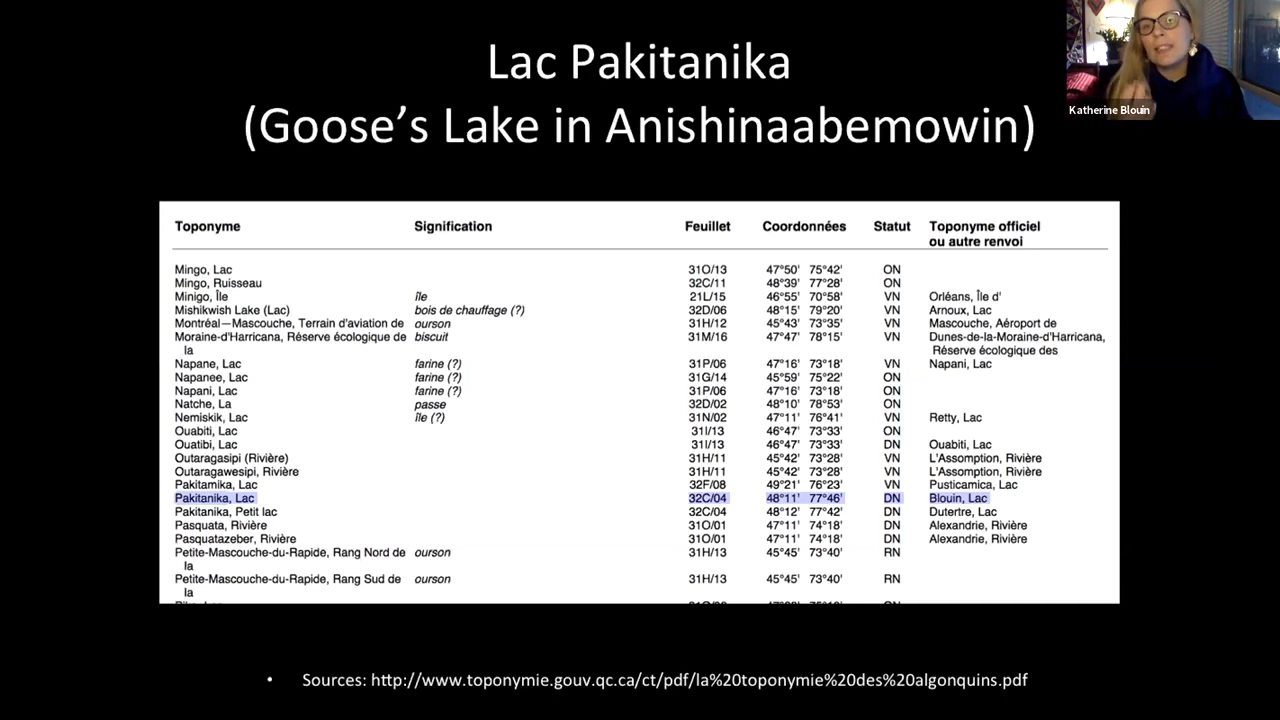 Lac Pakitanika
(Goose's Lake in Anishinaabemowin)
Katherine Blouin
Toponyme Signification Feuillet Coordonnées Statut Toponyme officiel
ou autre renvoi
Mingo, Lac 31O/13 47°50' 75°42' ON
Mingo, Ruisseau 32C/11 48°39' 77°28' ON
Minigo, Île île 21L/15 46°55' 70°58' VN Orléans, Île d'
Mishikwish Lake (Lac) bois de chauffage (?) 32D/06 48°15' 79°20' VN Arnoux, Lac
Montréal—Mascouche, Terrain d'aviation de ourson 31H/12 45°43' 73°35' VN Mascouche, Aéroport de
Moraine-d'Harricana, Réserve écologique de biscuit 31M/16 47°47' 78°15' VN Dunes-de-la-Moraine-d'Harricana,
la Réserve écologique des
Napane, Lac farine (?) 31P/06 47°16' 73°18' VN Napani, Lac
Napanee, Lac farine (?) 31G/14 45°59' 75°22' ON
Napani, Lac farine (?) 31P/06 47°16' 73°18' ON
Natche, La passe 32D/02 48°10' 78°53' ON
Nemiskik, Lac île (?) 31N/02 47°11' 76°41' VN Retty, Lac
Ouabiti, Lac 31I/13 46°47' 73°33' ON
Ouatibi, Lac 31I/13 46°47' 73°33' DN Ouabiti, Lac
Outaragasipi (Rivière) 31H/11 45°42' 73°28' VN L'Assomption, Rivière
Outaragawesipi, Rivière 31H/11 45°42' 73°28' VN L'Assomption, Rivière
Pakitamika, Lac 32F/08 49°21' 76°23' VN Pusticamica, Lac
Pakitanika, Lac 32C/04 48°11' 77°46' DN Blouin, Lac
Pakitanika, Petit lac 32C/04 48°12' 77°42' DN Dutertre, Lac
Pasquata, Rivière 31O/01 47°11' 74°18' DN Alexandrie, Rivière
Pasquatazeber, Rivière 31O/01 47°11' 74°18' DN Alexandrie, Rivière
Petite-Mascouche-du-Rapide, Rang Nord de ourson 31H/13 45°45' 73°40' RN
la
Petite-Mascouche-du-Rapide, Rang Sud de ourson 31H/13 45°45' 73°40' RN
la
• Sources: http://www.toponymie.gouv.qc.ca/ct/pdf/la%20toponymie%20des%20algonquins.pdf